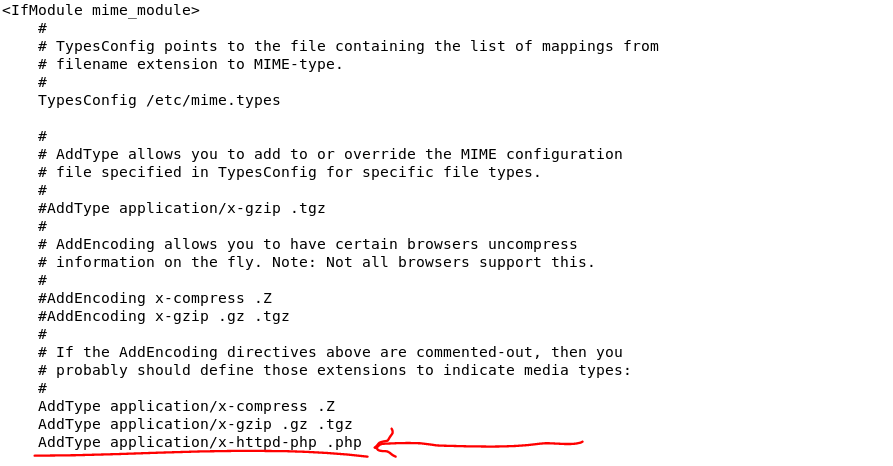 <IfModule mime_module>
#
# TypesConfig points to the file containing the list of mappings from
# filename extension to MIME-type.
#
TypesConfig /etc/mime.types
#
# AddType allows you to add to or override the MIME configuration
# file specified in TypesConfig for specific file types.
#
#AddType application/x-gzip .tgz
#
# AddEncoding allows you to have certain browsers uncompress
# information on the fly. Note: Not all browsers support this.
#
#AddEncoding x-compress .Z
#AddEncoding x-gzip .gz .tgz
#
# If the AddEncoding directives above are commented-out, then you
# probably should define those extensions to indicate media types:
#
AddType application/x-compress .Z
AddType application/x-gzip .gz .tgz
AddType application/x-httpd-php .php